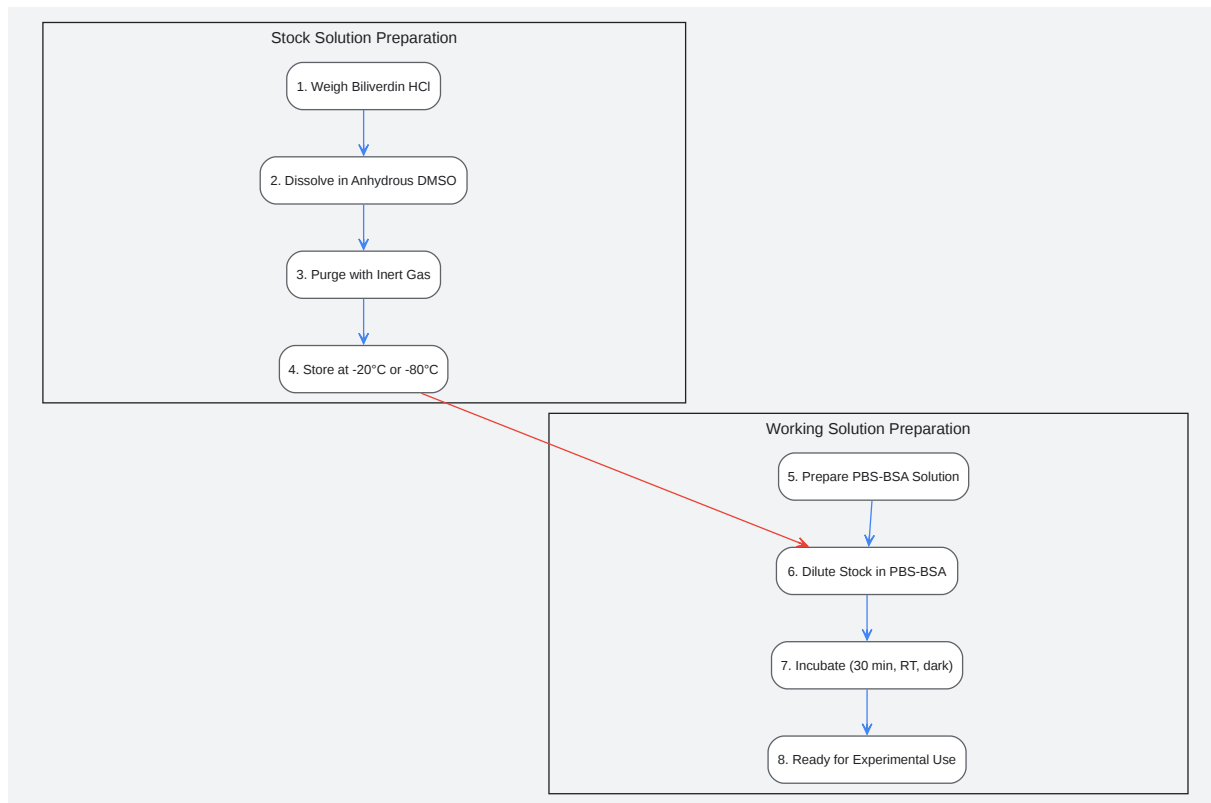 Stock Solution Preparation
1. Weigh Biliverdin HCl
2. Dissolve in Anhydrous DMSO
3. Purge with Inert Gas
4. Store at -20°C or -80°C
Working Solution Preparation
5. Prepare PBS-BSA Solution
6. Dilute Stock in PBS-BSA
7. Incubate (30 min, RT, dark)
8. Ready for Experimental Use